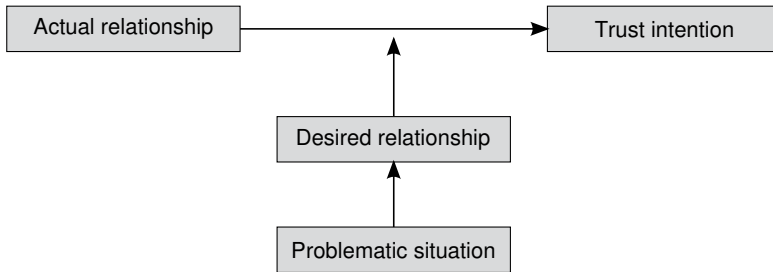 Actual relationship
Trust intention
Desired relationship
Problematic situation